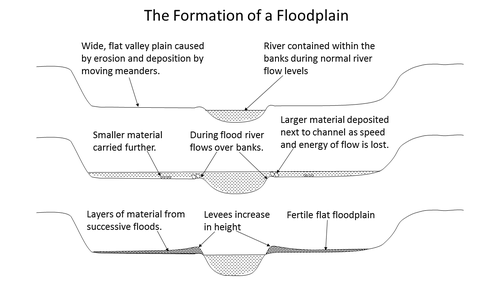 The Formation of a Floodplain
Wide, flat valley plain caused
by erosion and deposition by
moving meanders.
River contained within the
banks during normal river
flow levels
Smaller material
carried further.
During flood river
flows over banks.
Larger material deposited
next to channel as speed
and energy of flow is lost.
Layers of material from
successive floods.
Levees increase
in height
Fertile flat floodplain